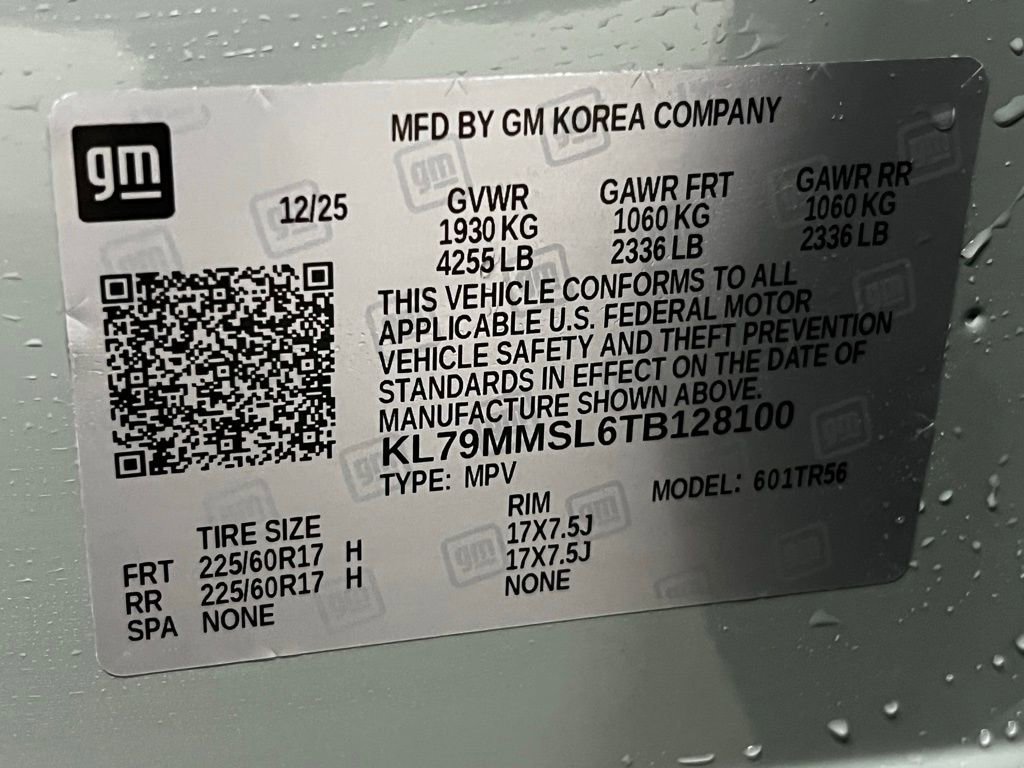 gm
MFD BY GM KOREA COMPANY
12/25
GVWR GAWR FRT GAWR RR
1930 KG 1060 KG 1060 KG
4255 LB 2336 LB 2336 LB
THIS VEHICLE CONFORMS TO ALL
APPLICABLE U.S. FEDERAL MOTOR
VEHICLE SAFETY AND THEFT PREVENTION
STANDARDS IN EFFECT ON THE DATE OF
MANUFACTURE SHOWN ABOVE.
KL79MMSL6TB128100
TYPE: MPV MODEL: 601TR56
TIRE SIZE RIM
FRT 225/60R17 H 17X7.5J
RR 225/60R17 H 17X7.5J
SPA NONE NONE